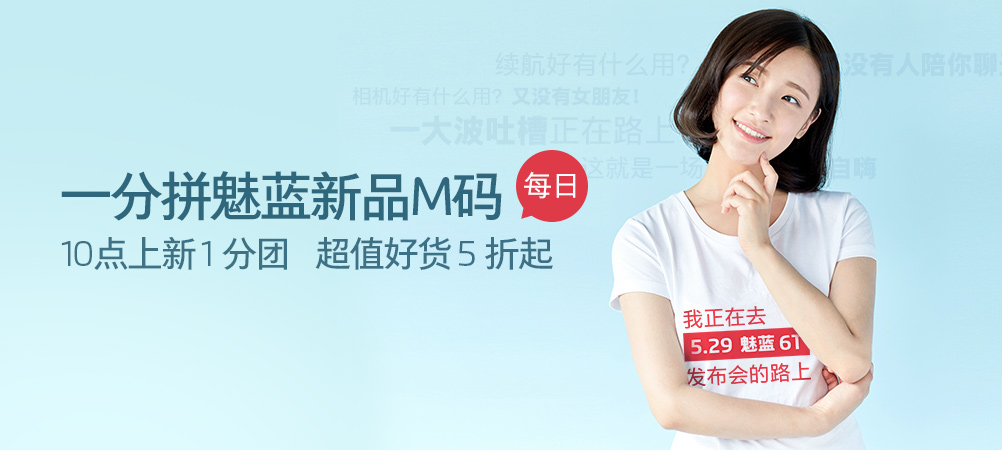 续航好有什么用？
没有人陪你聊
相机好有什么用？又没有女朋友！
一大波吐槽正在路上
这就是一场
自嗨
一分拼魅蓝新品M码
每日
10点上新1分团 超值好货5折起
我正在去
5.29 魅蓝 6T
发布会的路上